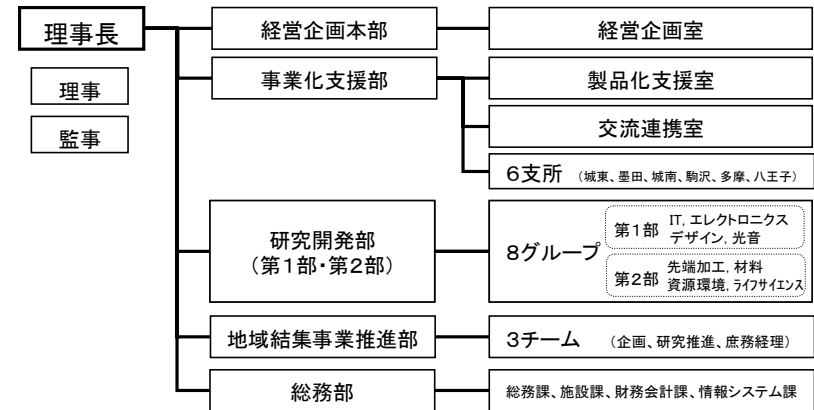 理事長
理事
監事
経営企画本部
経営企画室
事業化支援部
製品化支援室
交流連携室
6支所 （城東、墨田、城南、駒沢、多摩、八王子）
研究開発部
（第1部・第2部）
8グループ
第1部 IT, エレクトロニクス
デザイン, 光音
第2部 先端加工, 材料
資源環境, ライフサイエンス
地域結集事業推進部
3チーム （企画、研究推進、庶務経理）
総務部
総務課、施設課、財務会計課、情報システム課